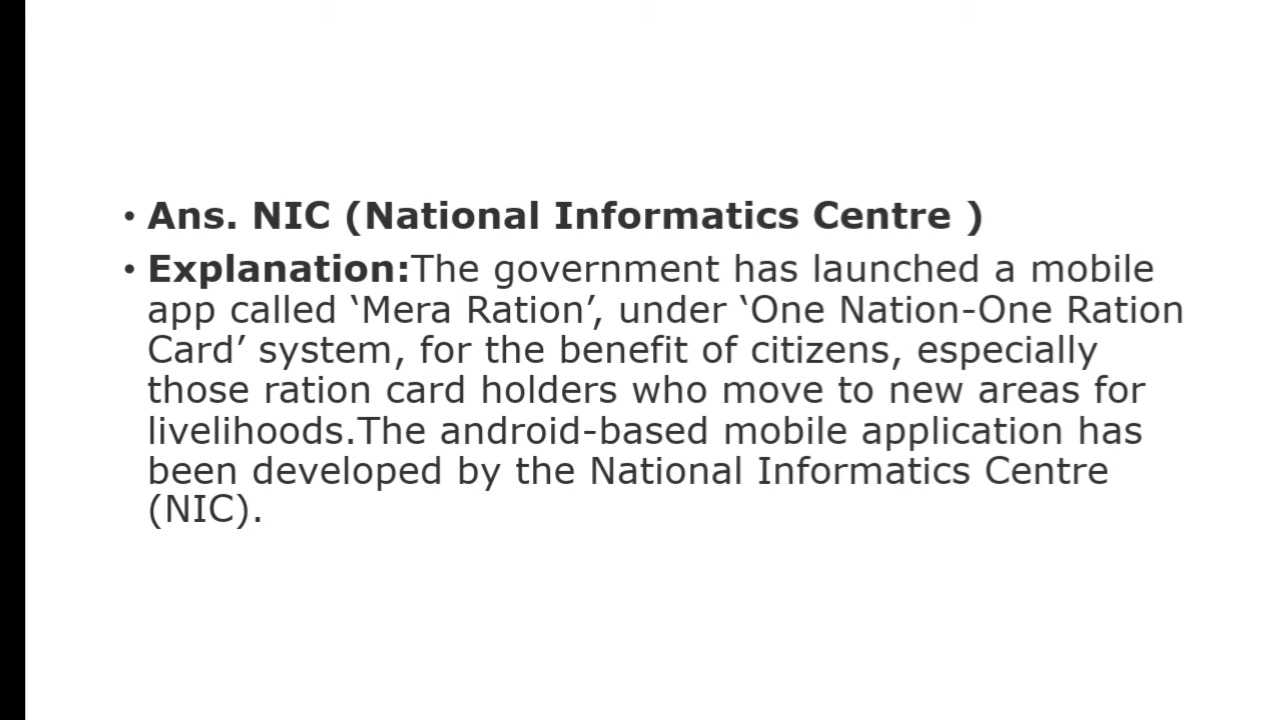 • Ans. NIC (National Informatics Centre )
• Explanation:The government has launched a mobile
app called ‘Mera Ration’, under ‘One Nation-One Ration
Card’ system, for the benefit of citizens, especially
those ration card holders who move to new areas for
livelihoods.The android-based mobile application has
been developed by the National Informatics Centre
(NIC).